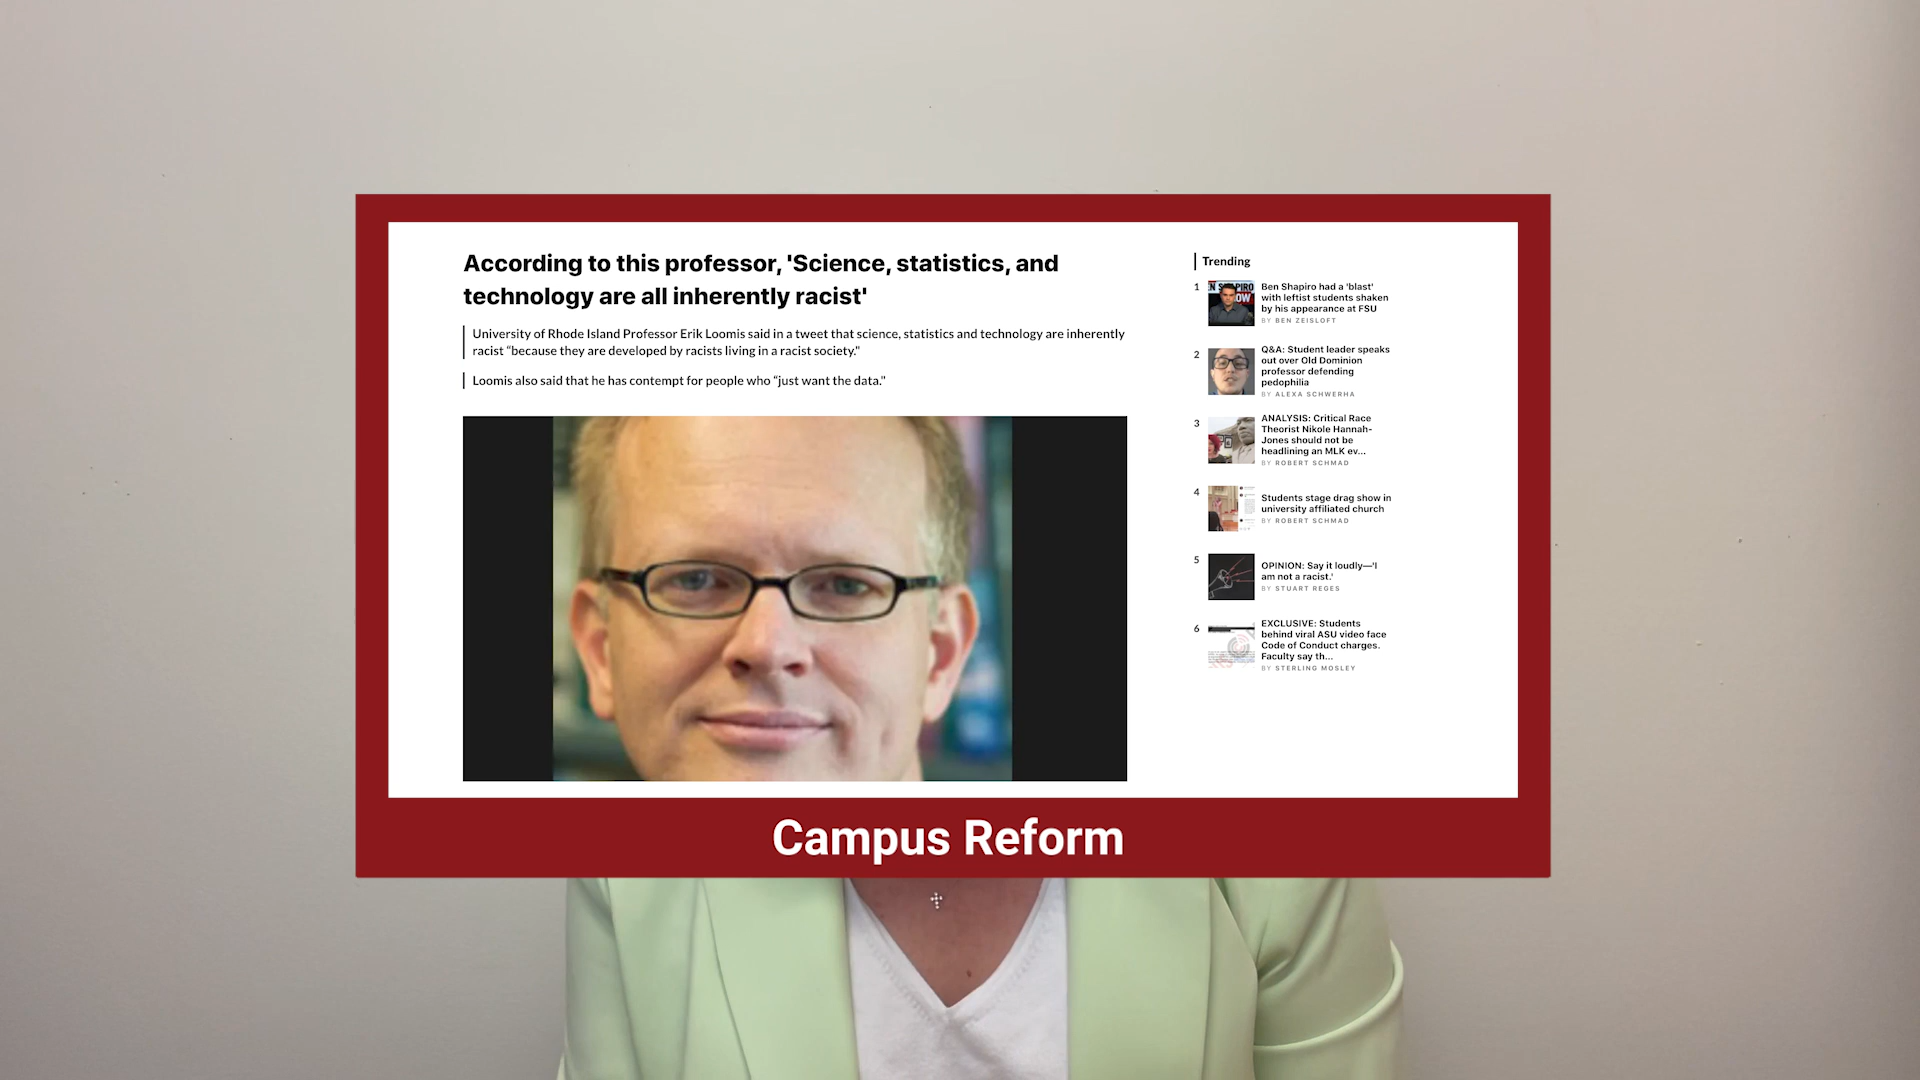 According to this professor, 'Science, statistics, and
technology are all inherently racist'
University of Rhode Island Professor Erik Loomis said in a tweet that science, statistics and technology are inherently
racist “because they are developed by racists living in a racist society."
Loomis also said that he has contempt for people who “just want the data."
Trending
1
Ben Shapiro had a 'blast'
with leftist students shaken
by his appearance at FSU
BY BEN ZEISLOFT
2
Q&A: Student leader speaks
out over Old Dominion
professor defending
pedophilia
BY ALEXA SCHWERHA
3
ANALYSIS: Critical Race
Theorist Nikole Hannah-
Jones should not be
headlining an MLK ev...
BY ROBERT SCHMAD
4
Students stage drag show in
university affiliated church
BY ROBERT SCHMAD
5
OPINION: Say it loudly—'I
am not a racist.'
BY STUART REGES
6
EXCLUSIVE: Students
behind viral ASU video face
Code of Conduct charges.
Faculty say th...
BY STERLING MOSLEY
Campus Reform